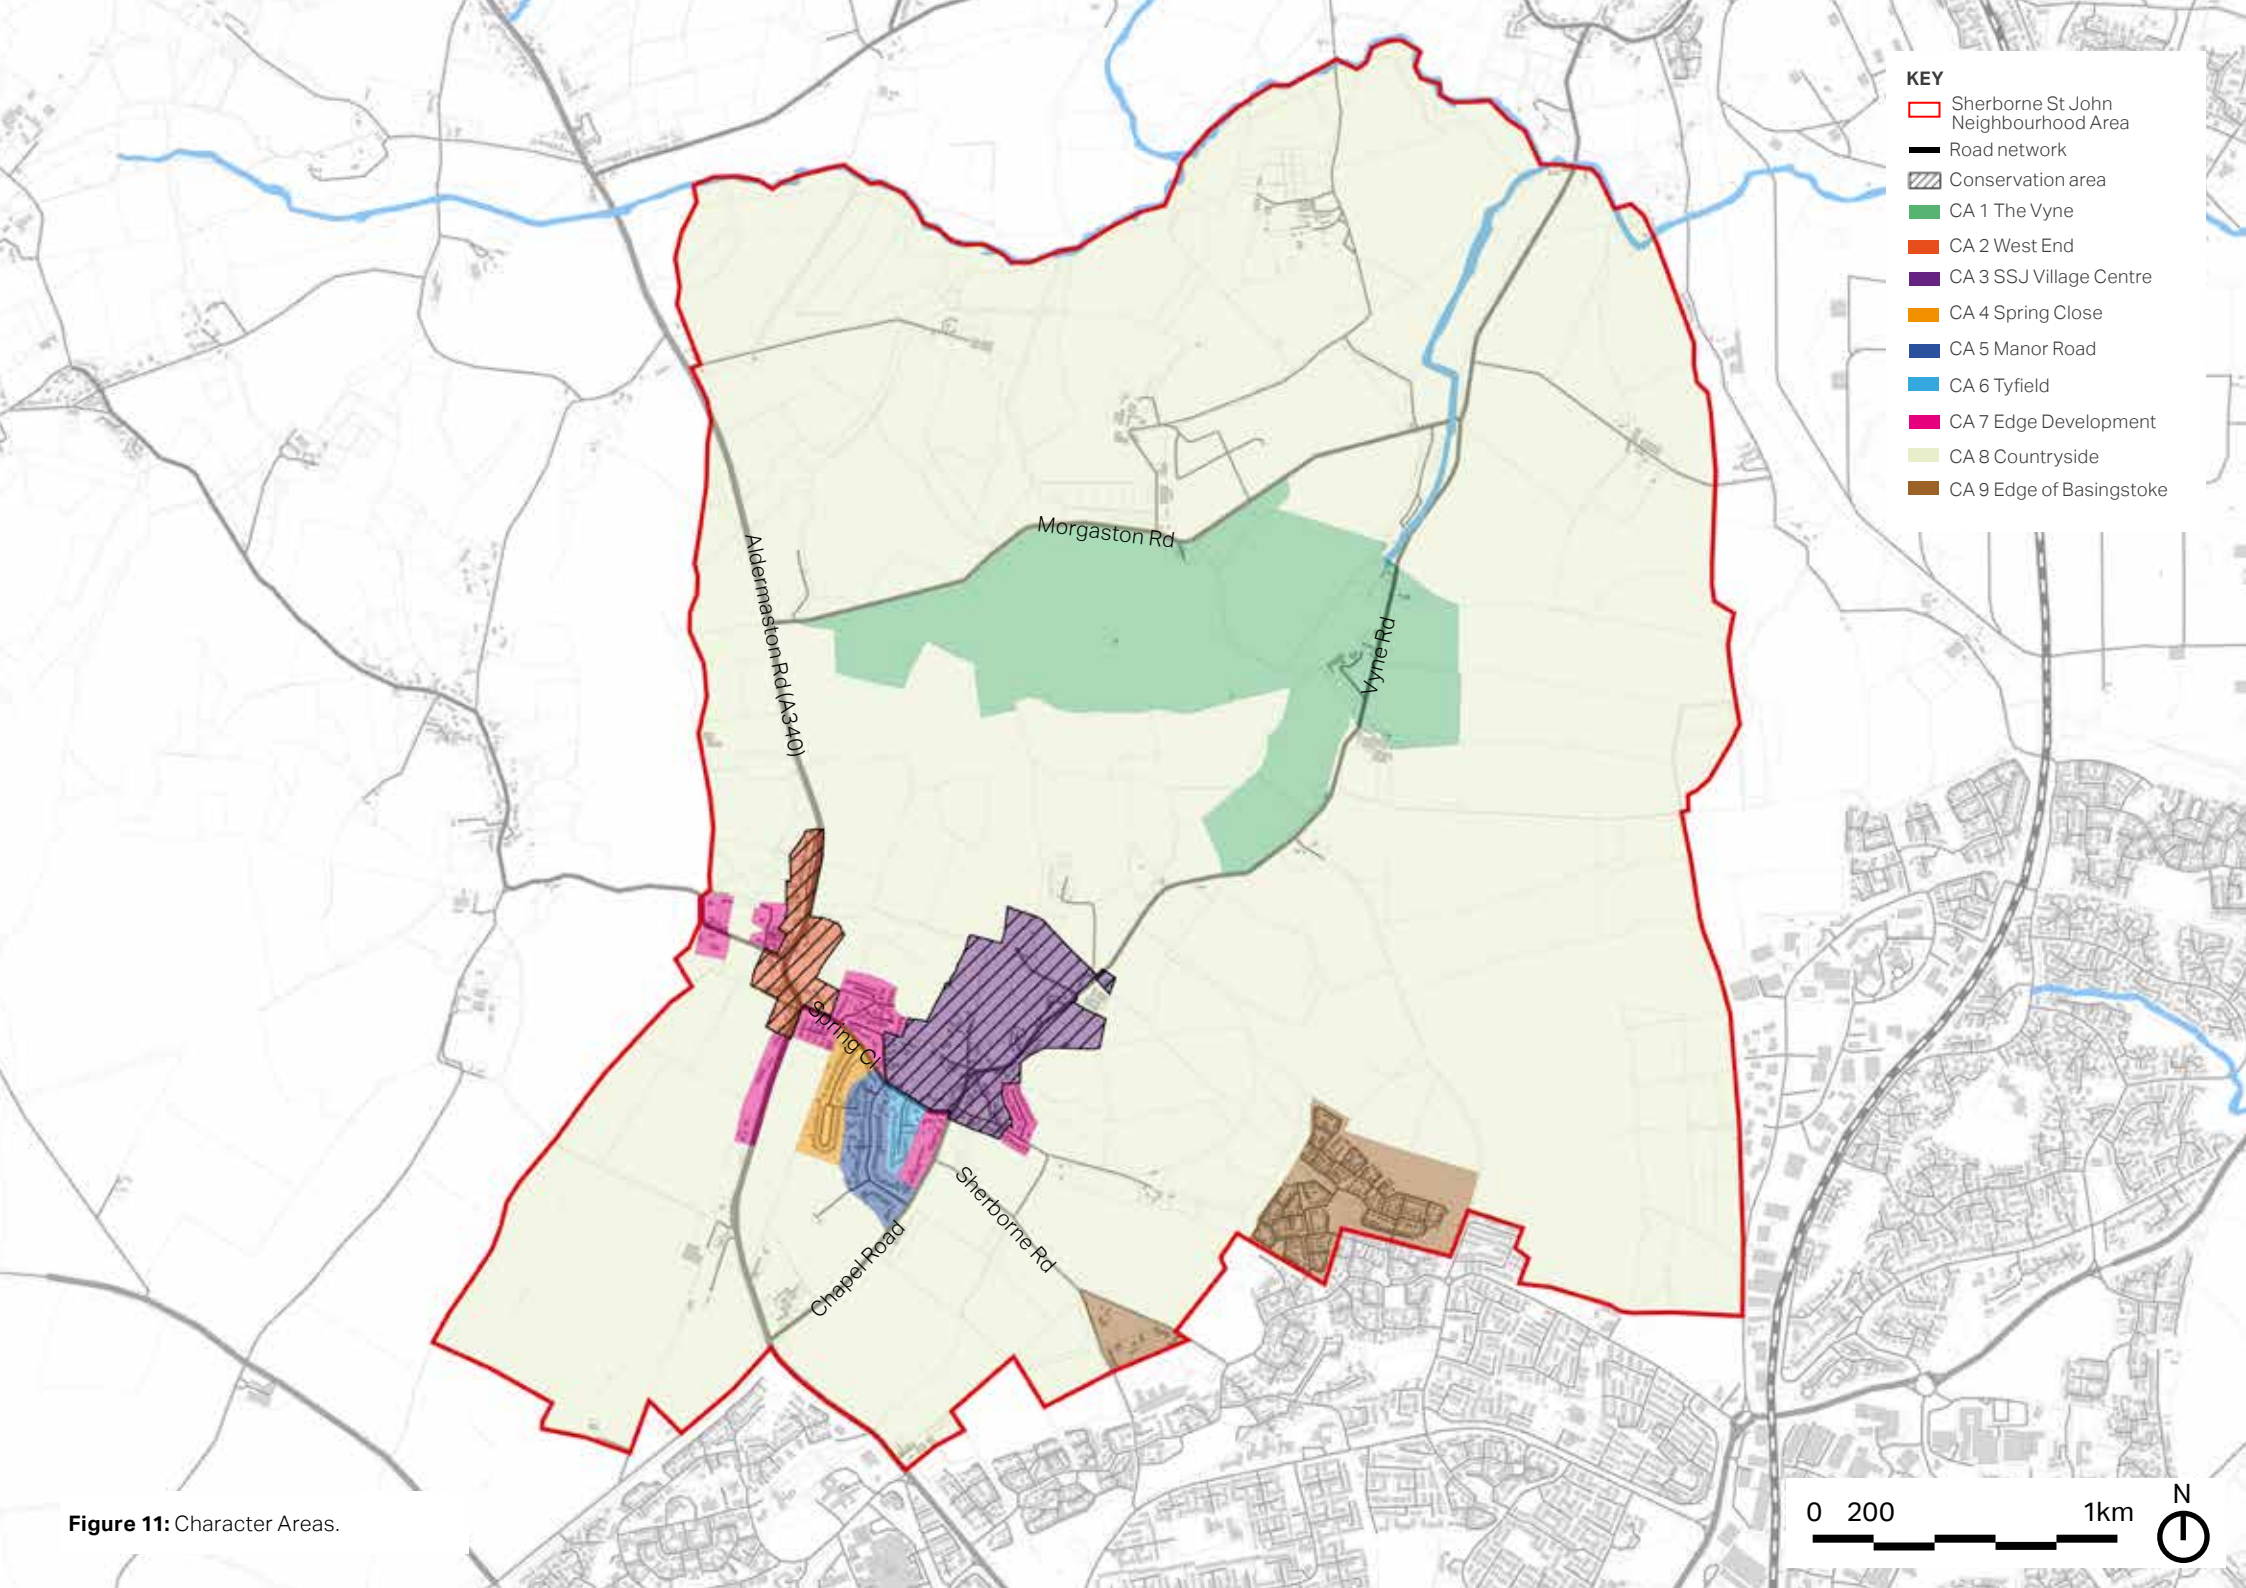 KEY
Sherborne St John
Neighbourhood Area
Road network
Conservation area
CA 1 The Vyne
CA 2 West End
CA 3 SSJ Village Centre
CA 4 Spring Close
CA 5 Manor Road
CA 6 Tyfield
CA 7 Edge Development
CA 8 Countryside
CA 9 Edge of Basingstoke
Morgaston Rd
Aldermaston Rd (A340)
Vyne Rd
Spring Cl
Sherborne Rd
Chapel Road
Figure 11: Character Areas.
0 200 1km
N